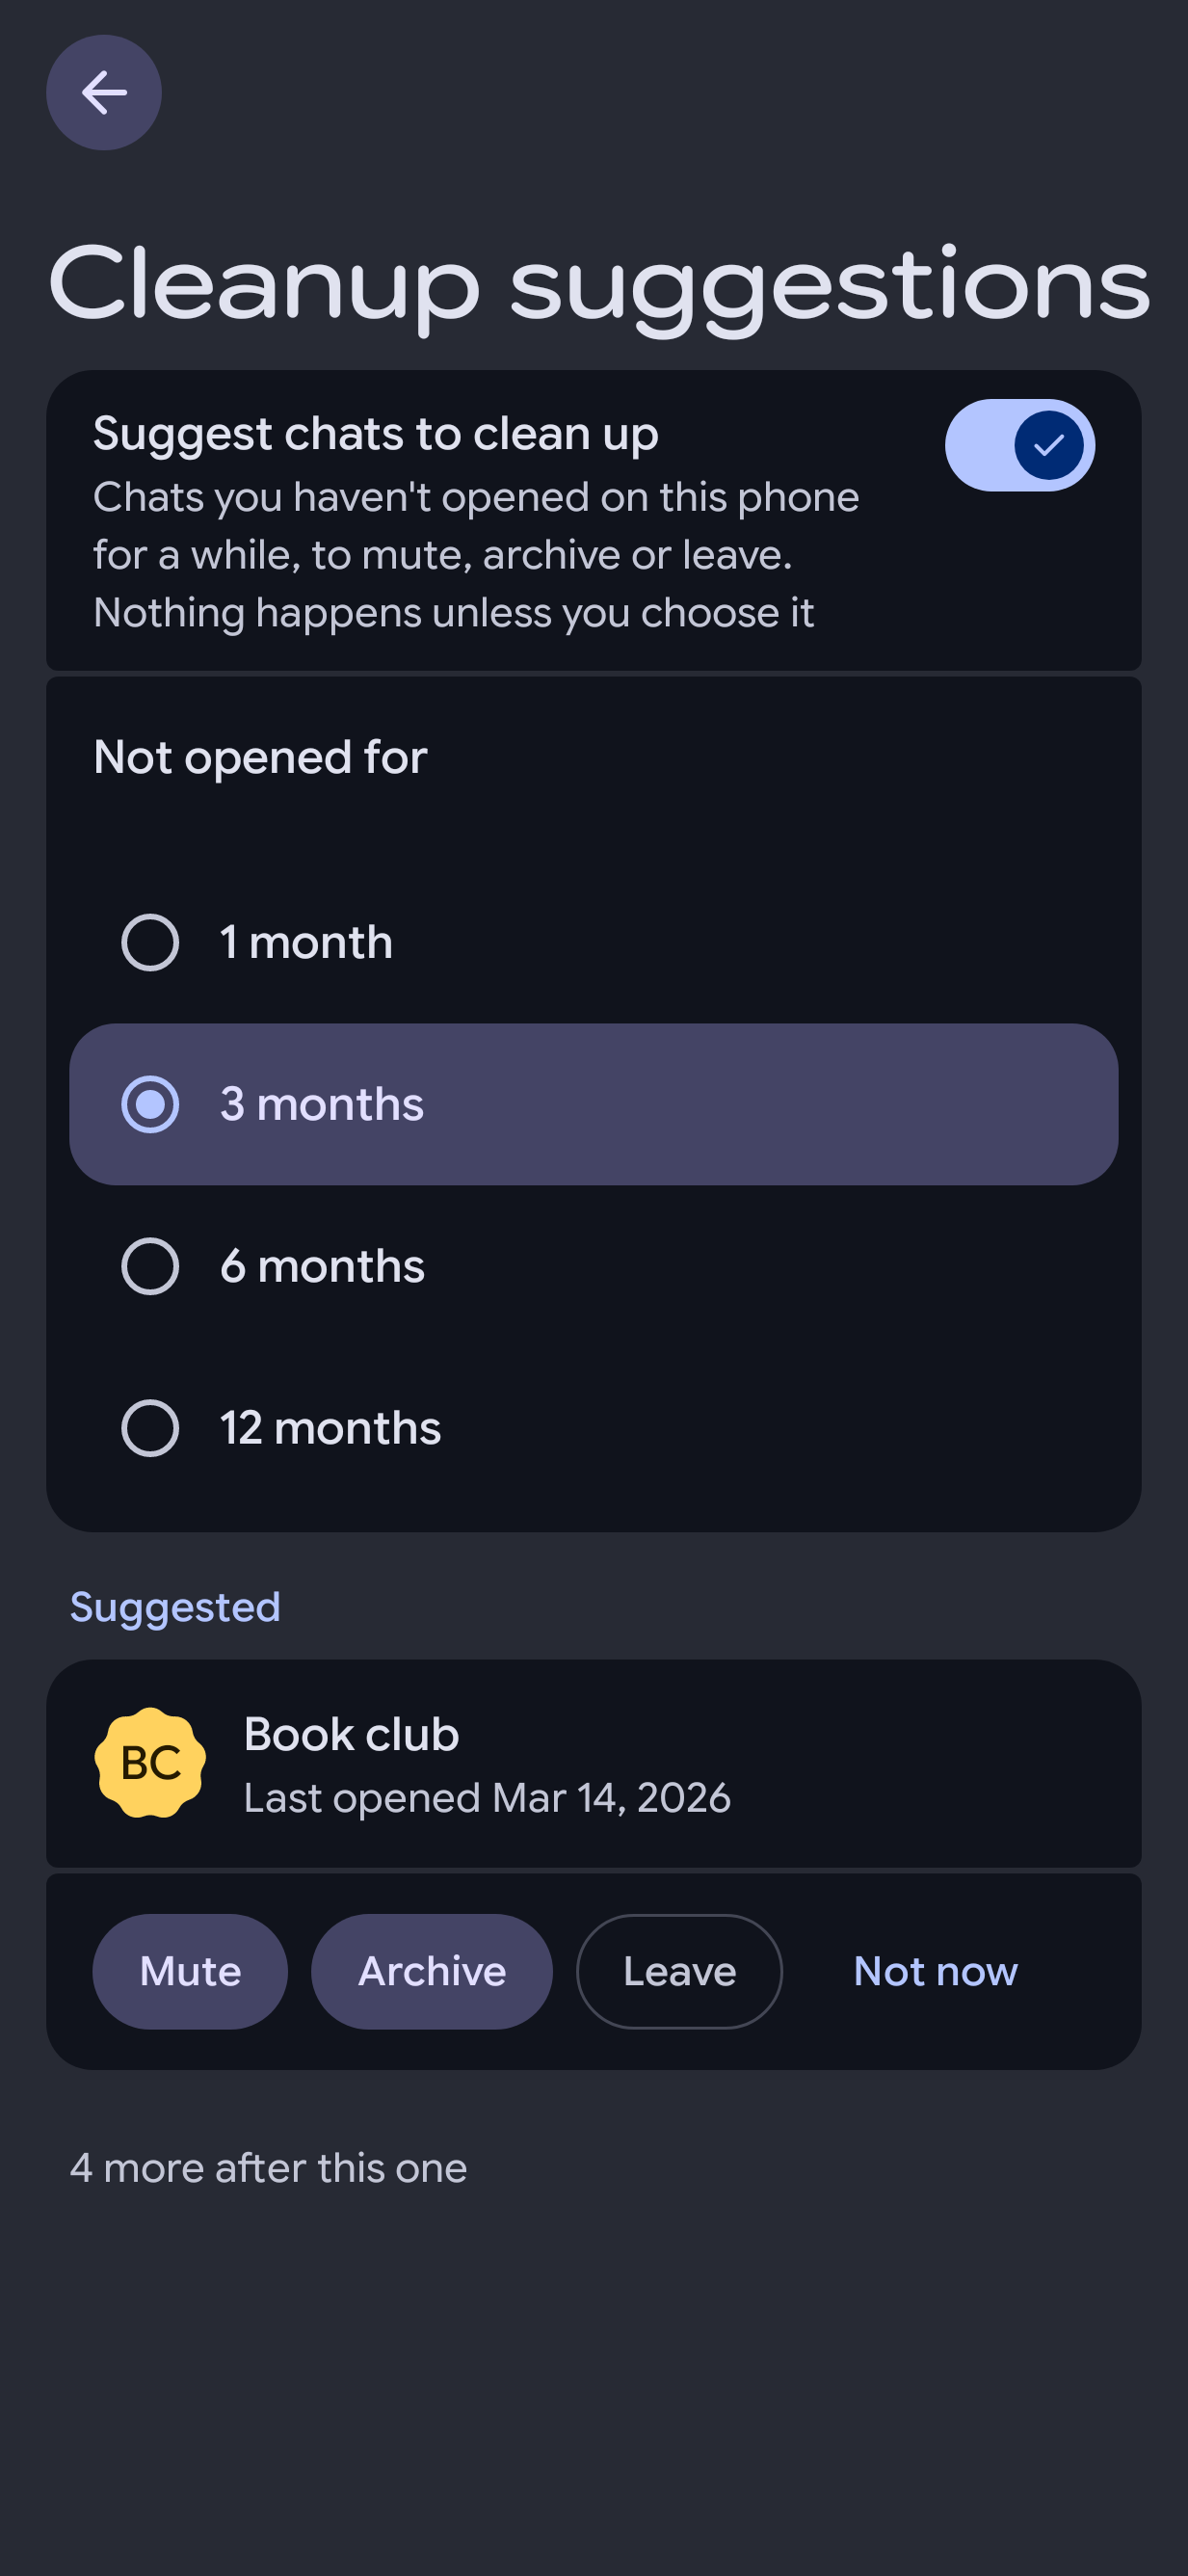 Cleanup suggestions
Suggest chats to clean up
Chats you haven't opened on this phone
for a while, to mute, archive or leave.
Nothing happens unless you choose it
Not opened for
1 month
3 months
6 months
12 months
Suggested
BC
Book club
Last opened Mar 14, 2026
Mute
Archive
Leave
Not now
4 more after this one